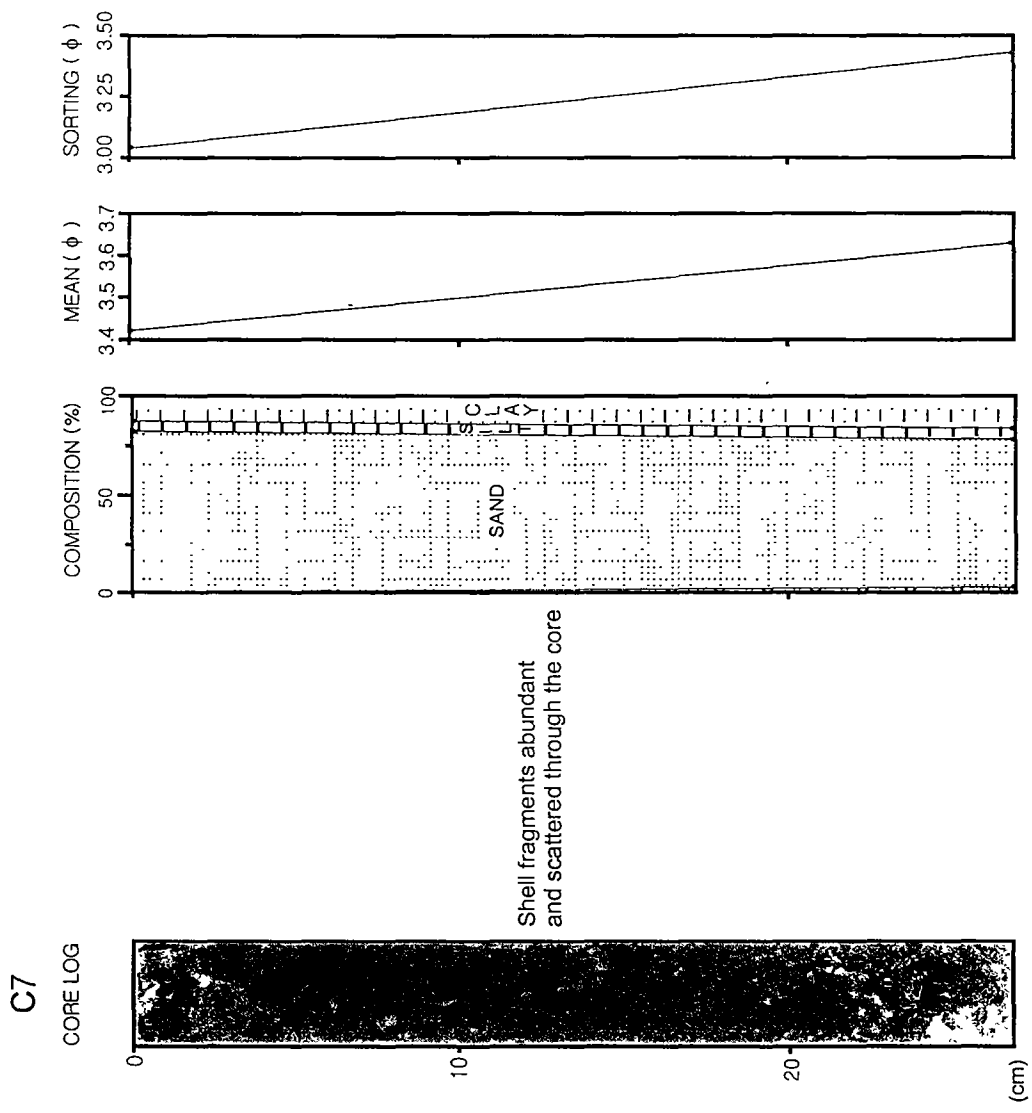 C7
CORE LOG
0
10
20
(cm)
Shell fragments abundant
and scattered through the core
COMPOSITION (%)
0
50
100
SAND
SILT
CLAY
MEAN (ϕ)
3.4
3.5
3.6
3.7
SORTING (ϕ)
3.00
3.25
3.50